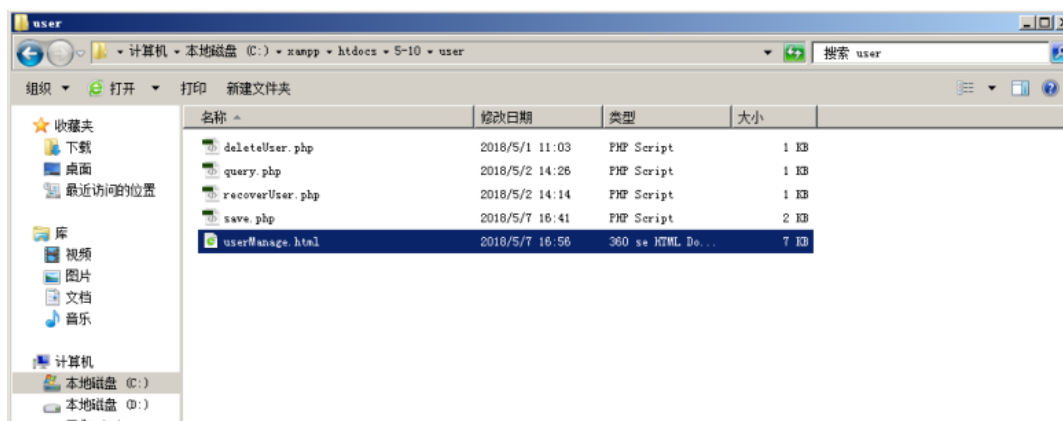 user
计算机 本地磁盘 (C:) xampp htdocs 5-10 user 搜索 user
组织 打开 打印 新建文件夹
名称 修改日期 类型 大小
收藏夹
下载
桌面
最近访问的位置
库
视频
图片
文档
音乐
计算机
本地磁盘 (C:)
本地磁盘 (D:)
deleteUser.php 2018/5/1 11:03 PHP Script 1 KB
query.php 2018/5/2 14:26 PHP Script 1 KB
recoverUser.php 2018/5/2 14:14 PHP Script 1 KB
save.php 2018/5/7 16:41 PHP Script 2 KB
userManage.html 2018/5/7 16:56 360 se HTML Do... 7 KB